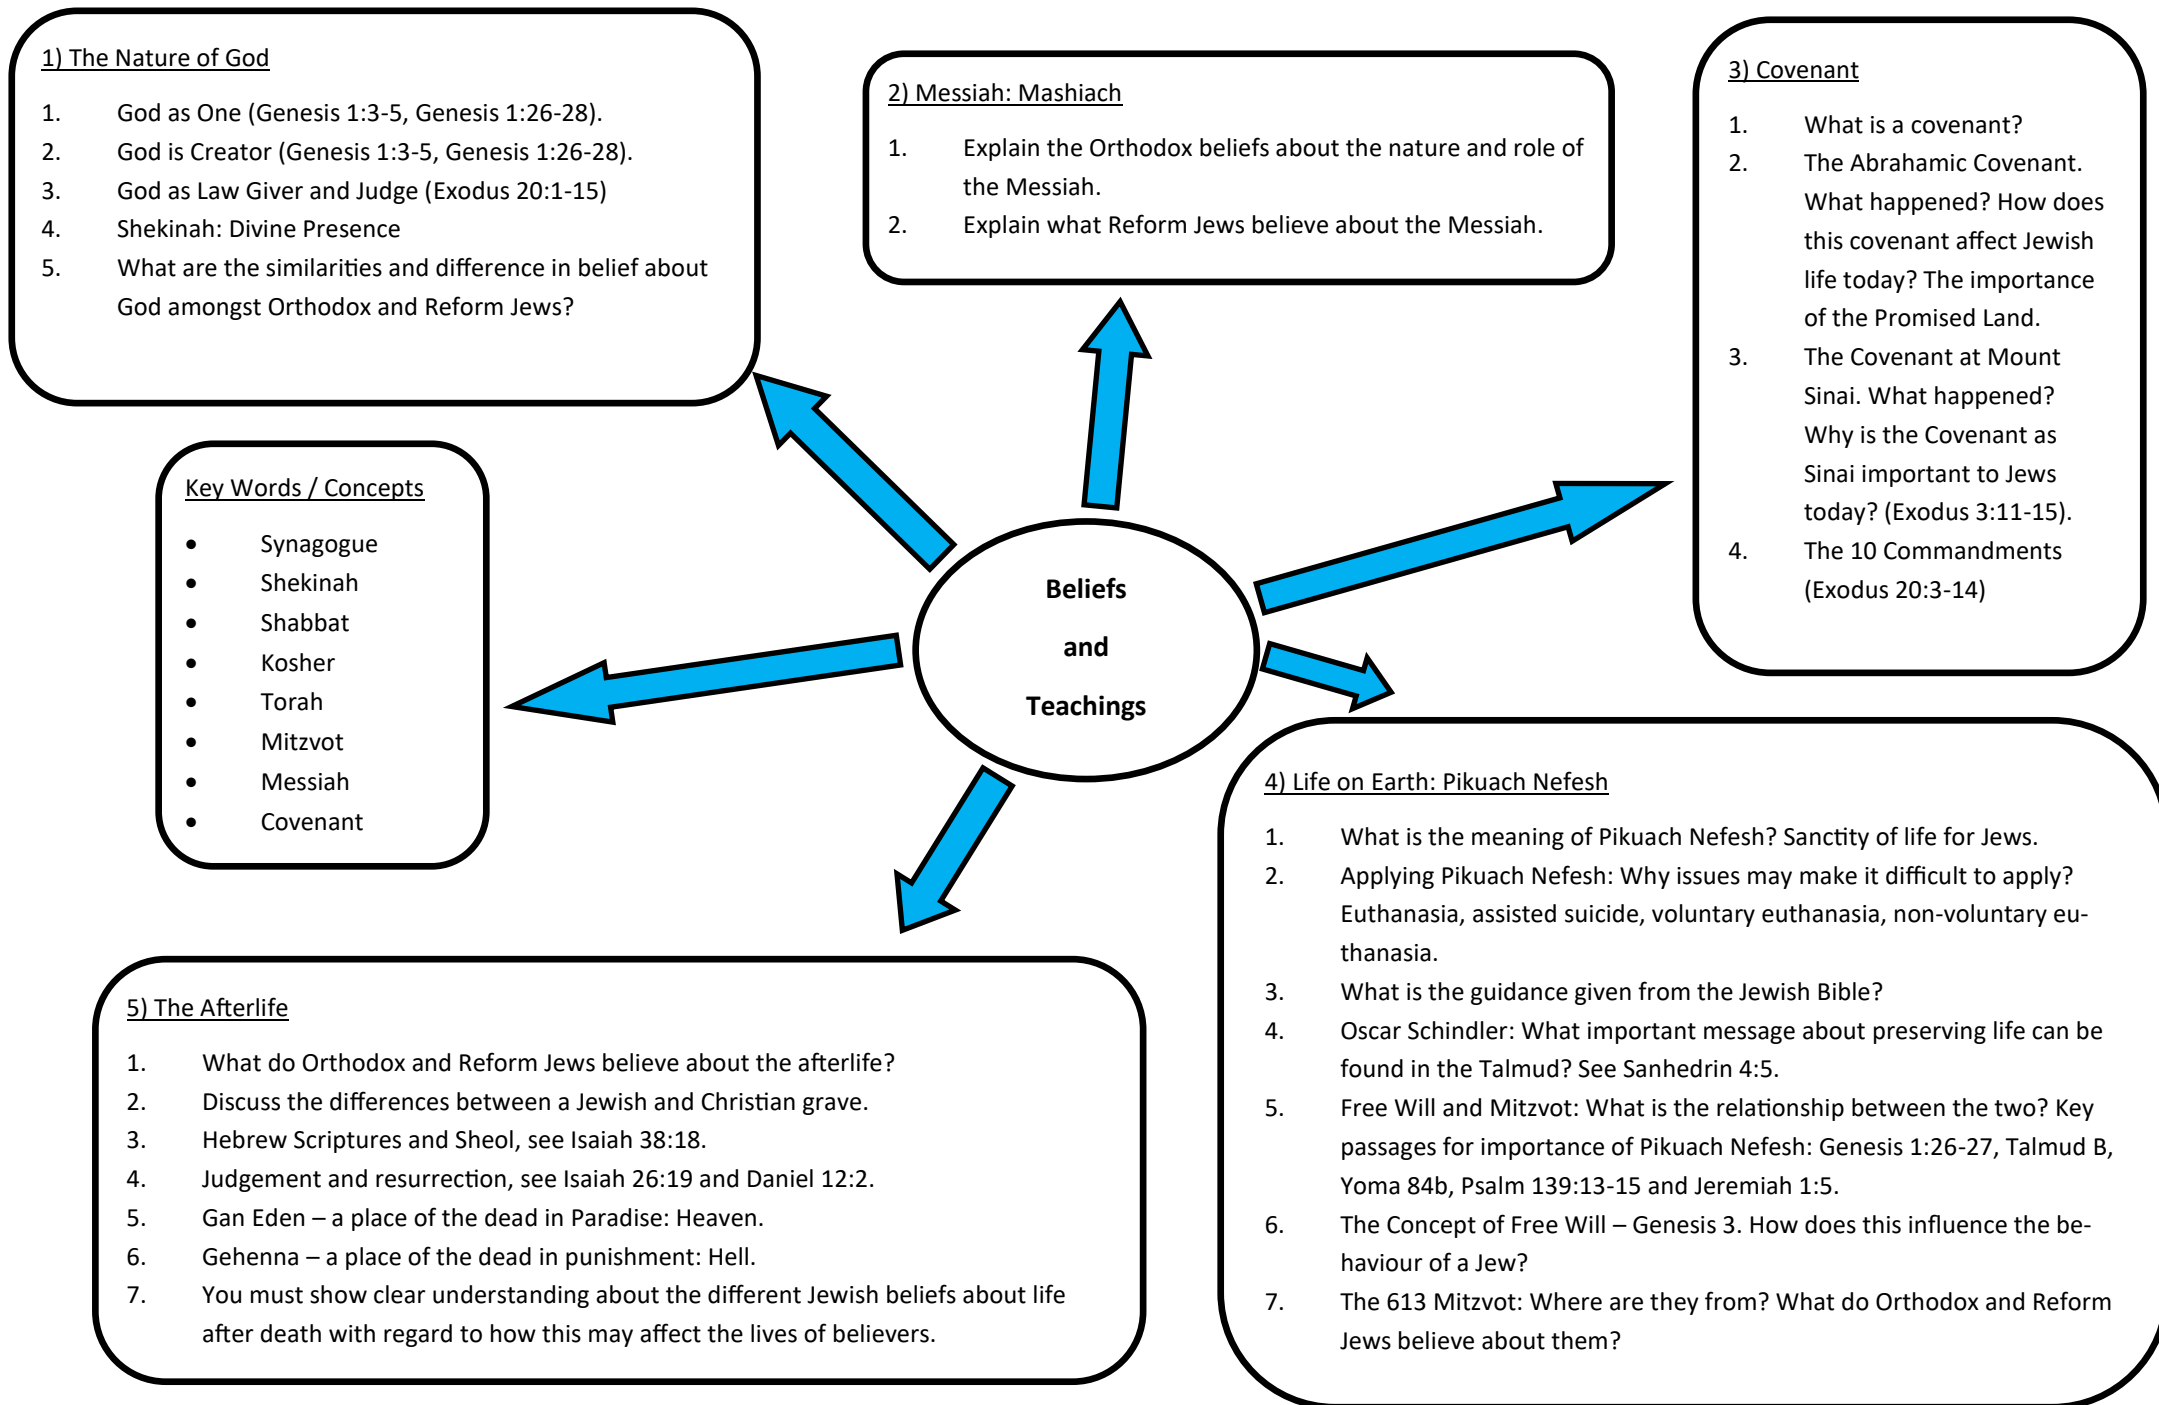 1) The Nature of God
1. God as One (Genesis 1:3-5, Genesis 1:26-28).
2. God is Creator (Genesis 1:3-5, Genesis 1:26-28).
3. God as Law Giver and Judge (Exodus 20:1-15)
4. Shekinah: Divine Presence
5. What are the similarities and difference in belief about
God amongst Orthodox and Reform Jews?
2) Messiah: Mashiach
1. Explain the Orthodox beliefs about the nature and role of
the Messiah.
2. Explain what Reform Jews believe about the Messiah.
3) Covenant
1. What is a covenant?
2. The Abrahamic Covenant.
What happened? How does
this covenant affect Jewish
life today? The importance
of the Promised Land.
3. The Covenant at Mount
Sinai. What happened?
Why is the Covenant as
Sinai important to Jews
today? (Exodus 3:11-15).
4. The 10 Commandments
(Exodus 20:3-14)
Key Words / Concepts
• Synagogue
• Shekinah
• Shabbat
• Kosher
• Torah
• Mitzvot
• Messiah
• Covenant
Beliefs
and
Teachings
4) Life on Earth: Pikuach Nefesh
1. What is the meaning of Pikuach Nefesh? Sanctity of life for Jews.
2. Applying Pikuach Nefesh: Why issues may make it difficult to apply?
Euthanasia, assisted suicide, voluntary euthanasia, non-voluntary eu-
thanasia.
3. What is the guidance given from the Jewish Bible?
4. Oscar Schindler: What important message about preserving life can be
found in the Talmud? See Sanhedrin 4:5.
5. Free Will and Mitzvot: What is the relationship between the two? Key
passages for importance of Pikuach Nefesh: Genesis 1:26-27, Talmud B,
Yoma 84b, Psalm 139:13-15 and Jeremiah 1:5.
6. The Concept of Free Will – Genesis 3. How does this influence the be-
haviour of a Jew?
7. The 613 Mitzvot: Where are they from? What do Orthodox and Reform
Jews believe about them?
5) The Afterlife
1. What do Orthodox and Reform Jews believe about the afterlife?
2. Discuss the differences between a Jewish and Christian grave.
3. Hebrew Scriptures and Sheol, see Isaiah 38:18.
4. Judgement and resurrection, see Isaiah 26:19 and Daniel 12:2.
5. Gan Eden – a place of the dead in Paradise: Heaven.
6. Gehenna – a place of the dead in punishment: Hell.
7. You must show clear understanding about the different Jewish beliefs about life
after death with regard to how this may affect the lives of believers.